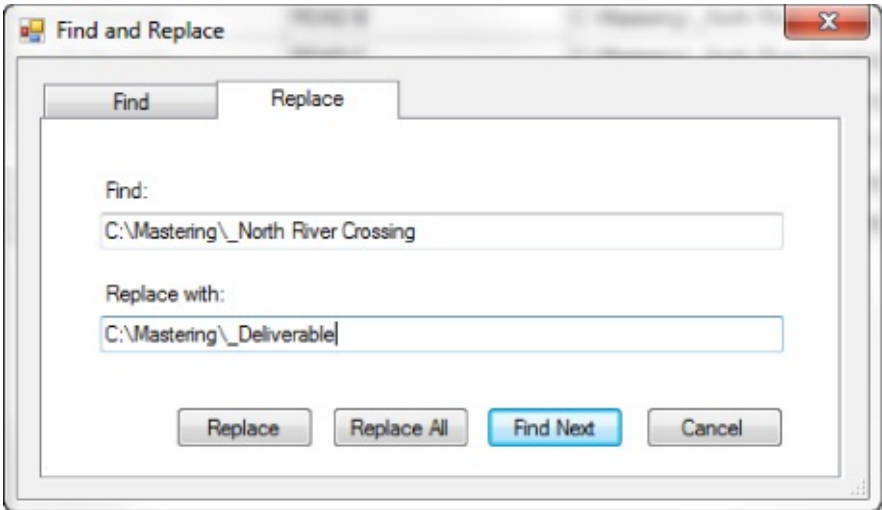 Find and Replace
Find
Replace
Find:
C:\Mastering\_North River Crossing
Replace with:
C:\Mastering\_Deliverable
Replace
Replace All
Find Next
Cancel